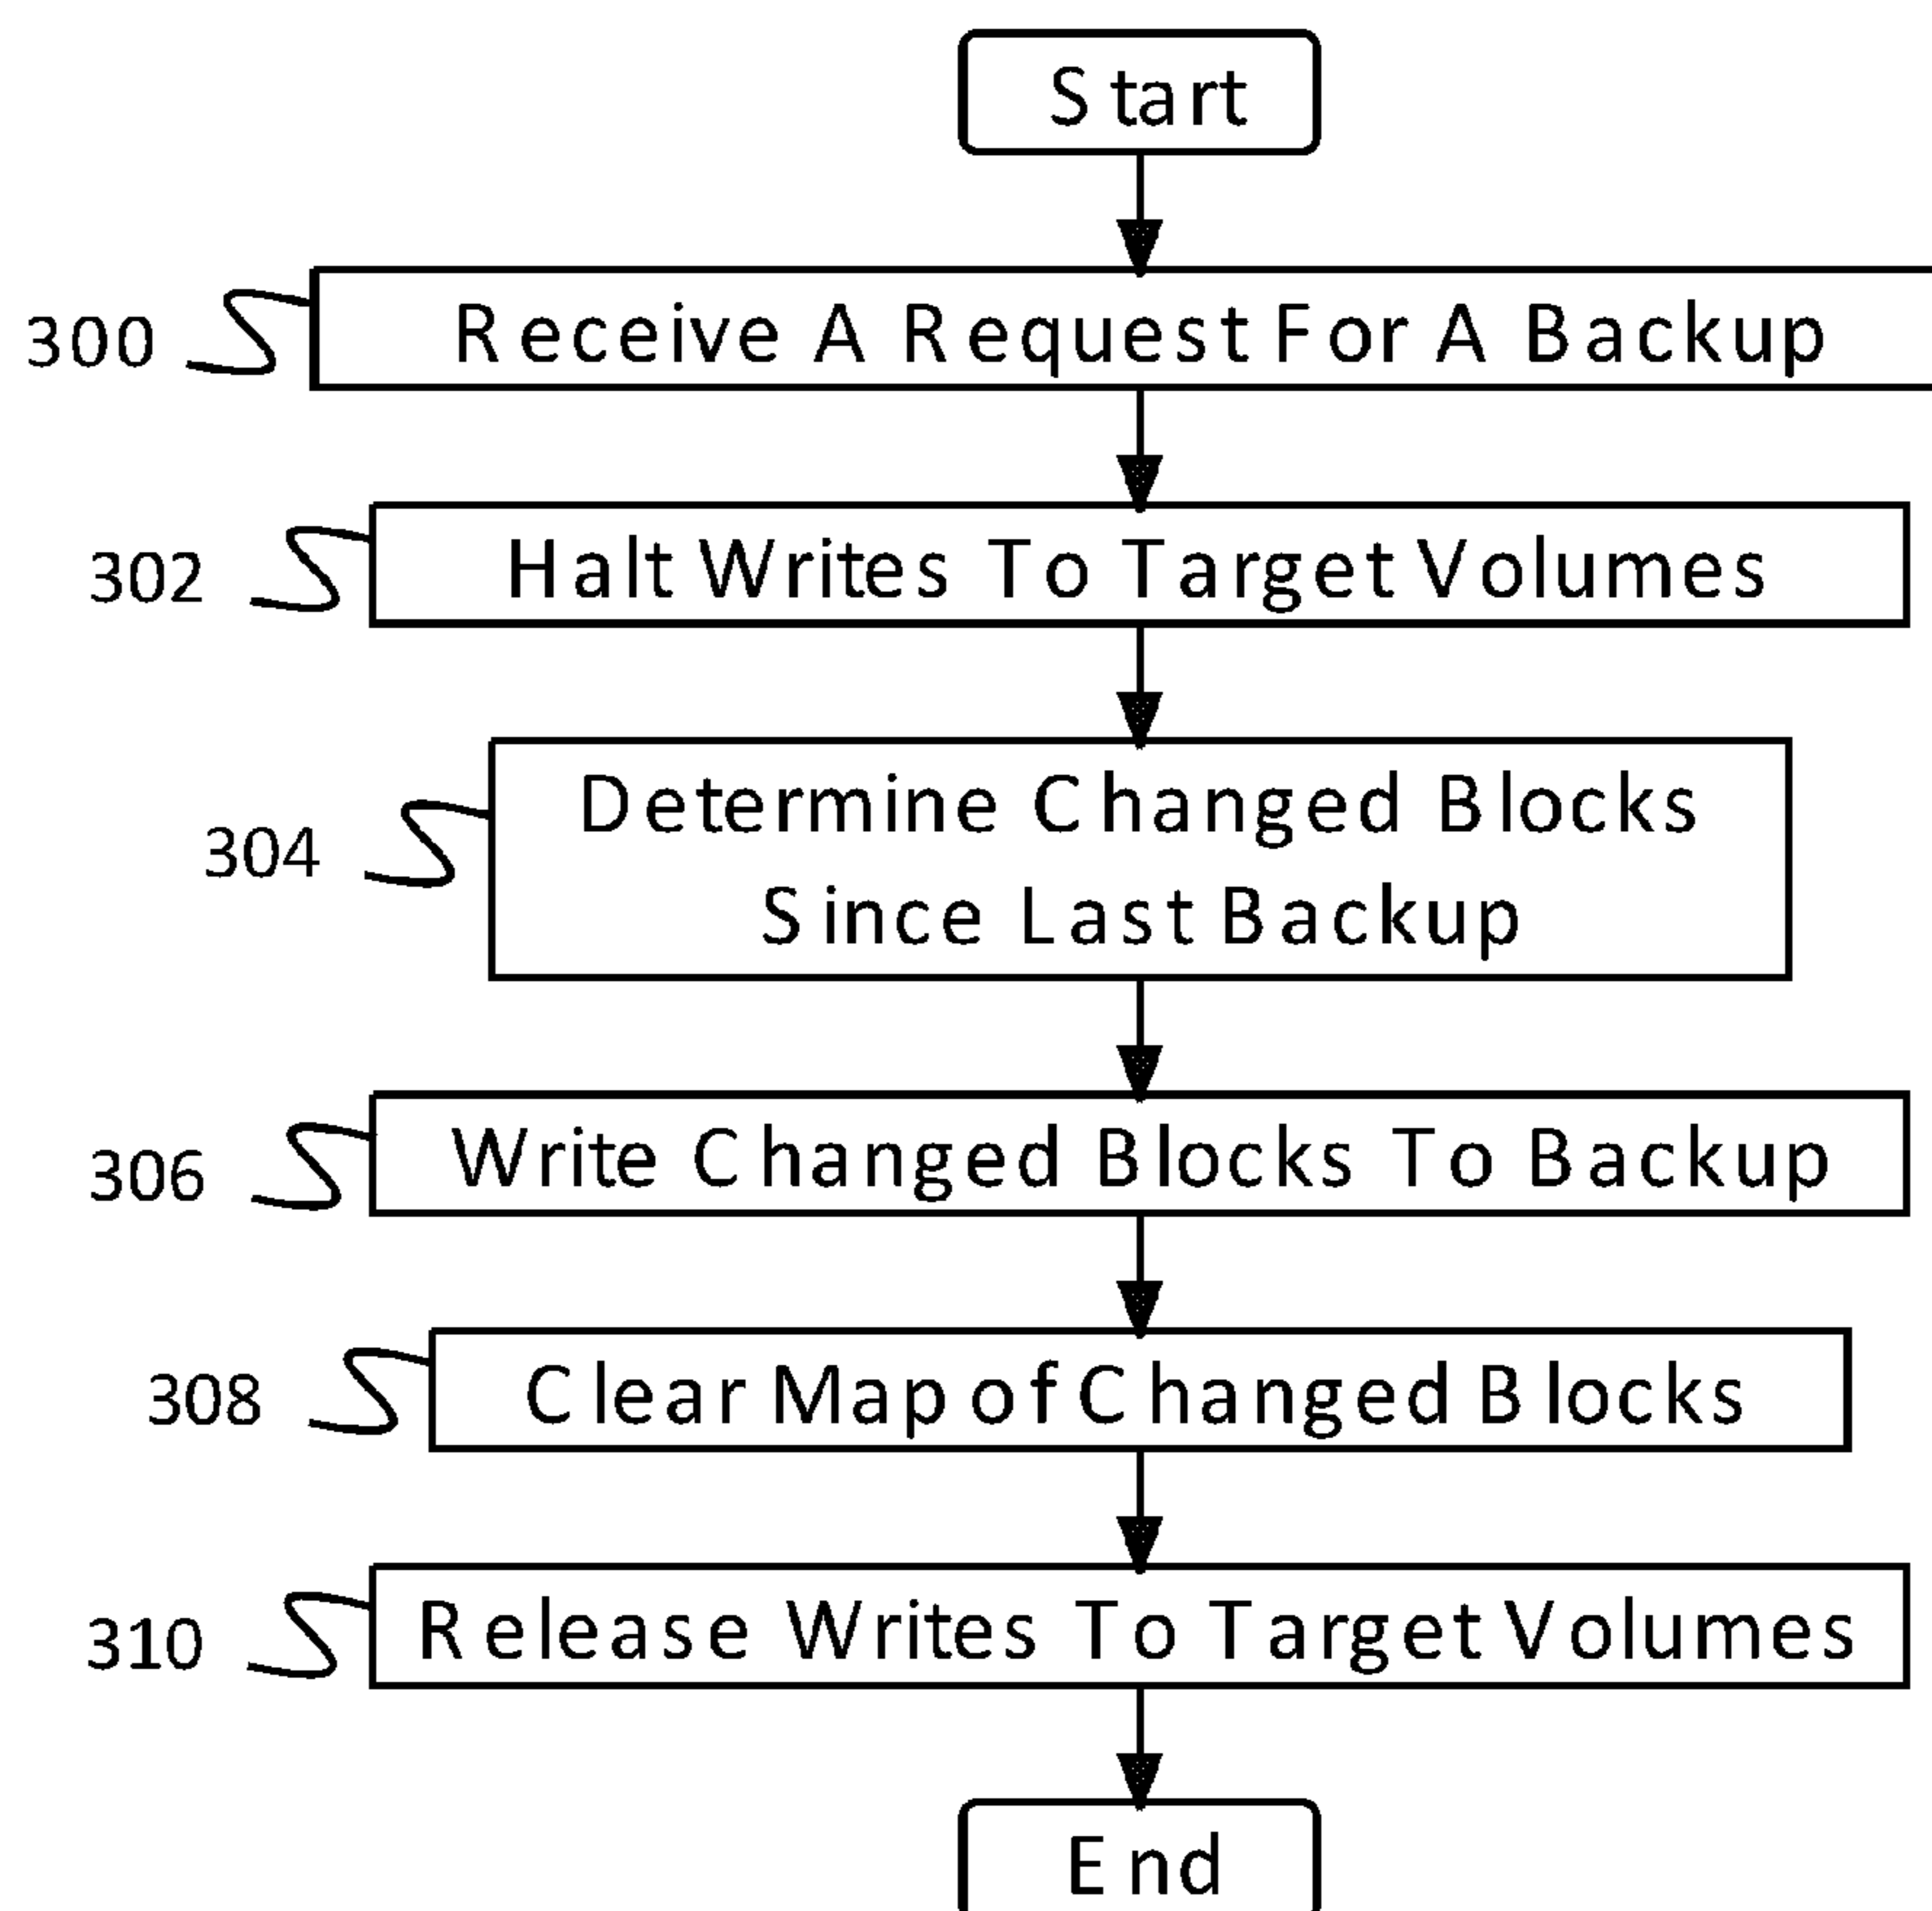 Start
300 Receive A Request For A Backup
302 Halt Writes To Target Volumes
304 Determine Changed Blocks
Since Last Backup
306 Write Changed Blocks To Backup
308 Clear Map of Changed Blocks
310 Release Writes To Target Volumes
End